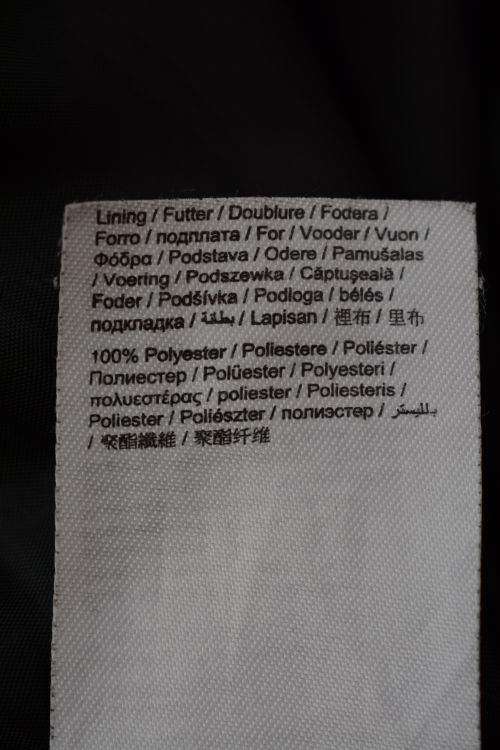 Lining / Futter / Doublure / Fodera /
Forro / подплата / For / Vooder / Vuori /
Φόδρα / Podstava / Odere / Pamušalas
/ Voering / Podszewka / Căptuşeală /
Foder / Podšívka / Podloga / bélés /
подкладка / بطانة / Lapisan / 裡布 / 里布
100% Polyester / Poliestere / Poliéster /
Полиестер / Polüester / Polyesteri /
πολυεστέρας / poliester / Poliesteris /
Poliester / Poliészter / полиэстер / بلليستر
/ 聚酯纖維 / 聚酯纤维